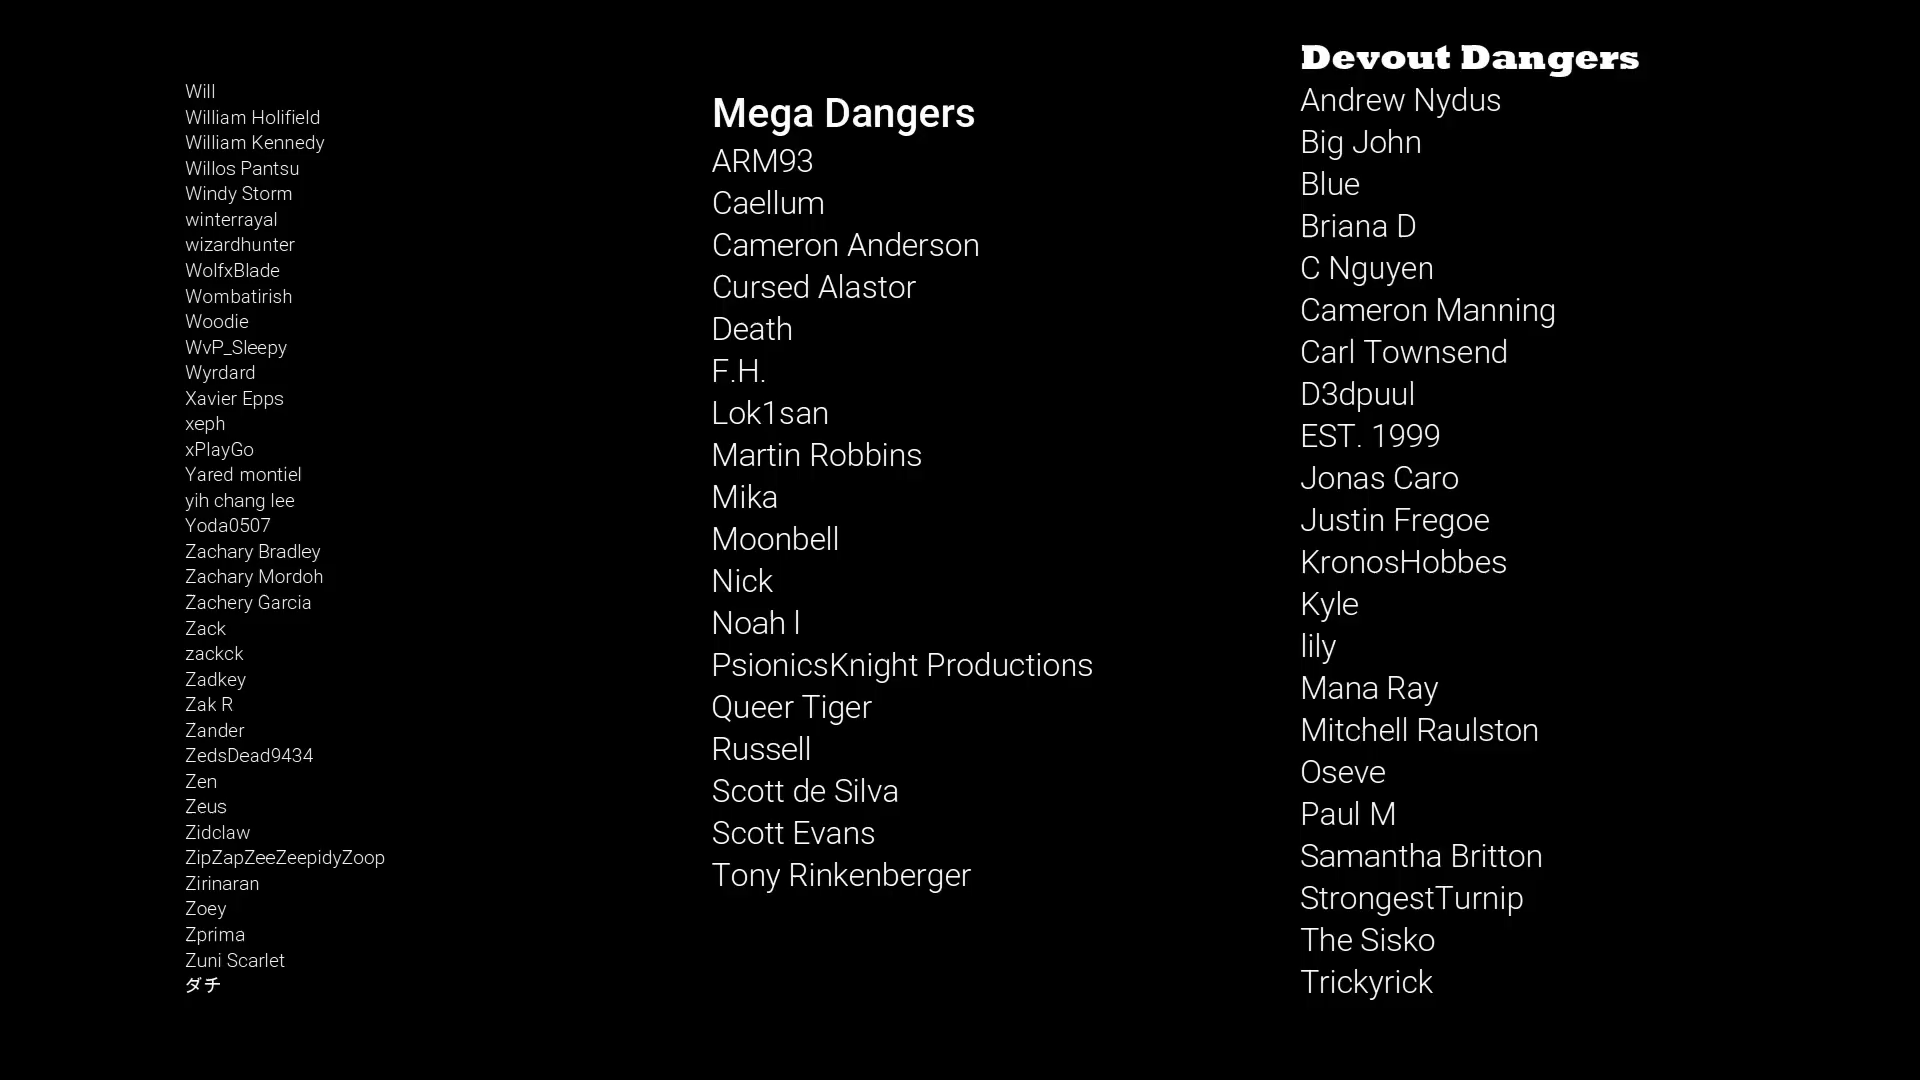 Will
William Holifield
William Kennedy
Willos Pantsu
Windy Storm
winterrayal
wizardhunter
WolfxBlade
Wombatirish
Woodie
WvP_Sleepy
Wyrdard
Xavier Epps
xeph
xPlayGo
Yared montiel
yih chang lee
Yoda0507
Zachary Bradley
Zachary Mordoh
Zachery Garcia
Zack
zackck
Zadkey
Zak R
Zander
ZedsDead9434
Zen
Zeus
Zidclaw
ZipZapZeeZeepidyZoop
Zirinaran
Zoey
Zprima
Zuni Scarlet
ダチ
Mega Dangers
ARM93
Caellum
Cameron Anderson
Cursed Alastor
Death
F.H.
Lok1san
Martin Robbins
Mika
Moonbell
Nick
Noah l
PsionicsKnight Productions
Queer Tiger
Russell
Scott de Silva
Scott Evans
Tony Rinkenberger
Devout Dangers
Andrew Nydus
Big John
Blue
Briana D
C Nguyen
Cameron Manning
Carl Townsend
D3dpuul
EST. 1999
Jonas Caro
Justin Fregoe
KronosHobbes
Kyle
lily
Mana Ray
Mitchell Raulston
Oseve
Paul M
Samantha Britton
StrongestTurnip
The Sisko
Trickyrick